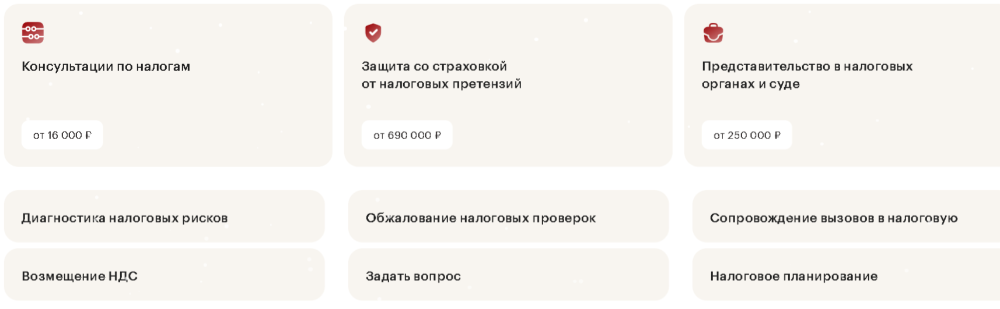 Консультации по налогам
от 16 000 ₽
Защита со страховкой
от налоговых претензий
от 690 000 ₽
Представительство в налоговых
органах и суде
от 250 000 ₽
Диагностика налоговых рисков
Обжалование налоговых проверок
Сопровождение вызовов в налоговую
Возмещение НДС
Задать вопрос
Налоговое планирование